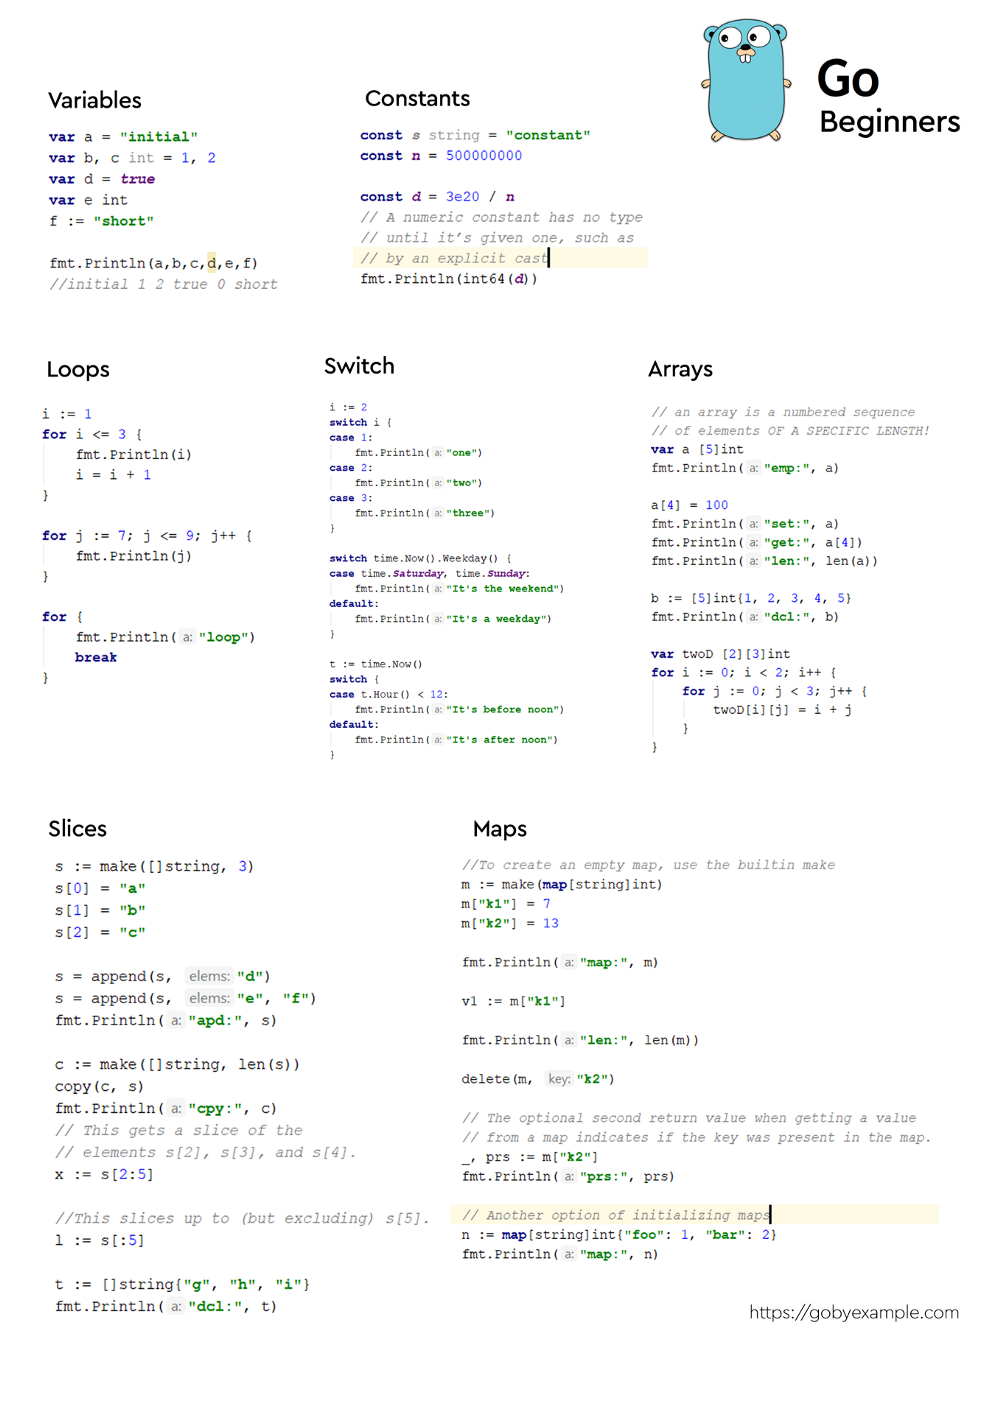 Go
Beginners
Variables
var a = "initial"
var b, c int = 1, 2
var d = true
var e int
f := "short"
fmt.Println(a,b,c,d,e,f)
//initial 1 2 true 0 short
Constants
const s string = "constant"
const n = 500000000
const d = 3e20 / n
// A numeric constant has no type
// until it's given one, such as
// by an explicit cast
fmt.Println(int64(d))
Loops
i := 1
for i <= 3 {
fmt.Println(i)
i = i + 1
}
for j := 7; j <= 9; j++ {
fmt.Println(j)
}
for {
fmt.Println( a: "loop")
break
}
Switch
i := 2
switch i {
case 1:
fmt.Println( a: "one")
case 2:
fmt.Println( a: "two")
case 3:
fmt.Println( a: "three")
}
switch time.Now().Weekday() {
case time.Saturday, time.Sunday:
fmt.Println( a: "It's the weekend")
default:
fmt.Println( a: "It's a weekday")
}
t := time.Now()
switch {
case t.Hour() < 12:
fmt.Println( a: "It's before noon")
default:
fmt.Println( a: "It's after noon")
}
Arrays
// an array is a numbered sequence
// of elements OF A SPECIFIC LENGTH!
var a [5]int
fmt.Println( a: "emp:", a)
a[4] = 100
fmt.Println( a: "set:", a)
fmt.Println( a: "get:", a[4])
fmt.Println( a: "len:", len(a))
b := [5]int{1, 2, 3, 4, 5}
fmt.Println( a: "dcl:", b)
var twoD [2][3]int
for i := 0; i < 2; i++ {
for j := 0; j < 3; j++ {
twoD[i][j] = i + j
}
}
Slices
s := make([]string, 3)
s[0] = "a"
s[1] = "b"
s[2] = "c"
s = append(s, elems: "d")
s = append(s, elems: "e", "f")
fmt.Println( a: "apd:", s)
c := make([]string, len(s))
copy(c, s)
fmt.Println( a: "cpy:", c)
// This gets a slice of the
// elements s[2], s[3], and s[4].
x := s[2:5]
//This slices up to (but excluding) s[5].
l := s[:5]
t := []string{"g", "h", "i"}
fmt.Println( a: "dcl:", t)
Maps
//To create an empty map, use the builtin make
m := make(map[string]int)
m["k1"] = 7
m["k2"] = 13
fmt.Println( a: "map:", m)
v1 := m["k1"]
fmt.Println( a: "len:", len(m))
delete(m, key: "k2")
// The optional second return value when getting a value
// from a map indicates if the key was present in the map.
_, prs := m["k2"]
fmt.Println( a: "prs:", prs)
// Another option of initializing maps
n := map[string]int{"foo": 1, "bar": 2}
fmt.Println( a: "map:", n)
https://gobyexample.com